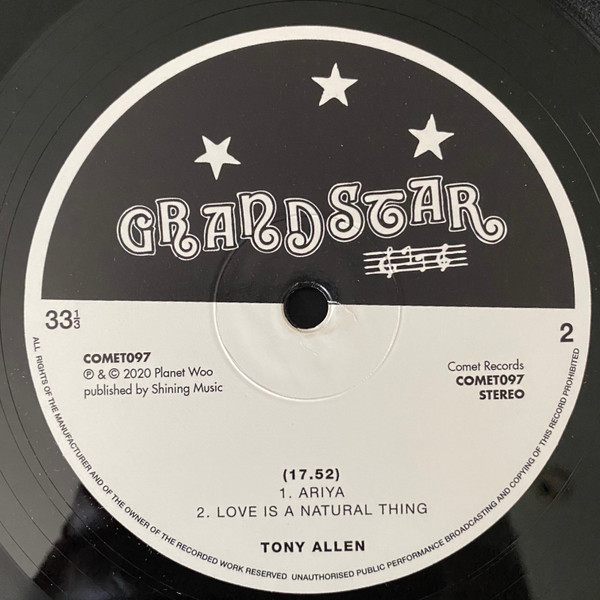 GRANDSTAR
33⅓
2
COMET097
℗ & © 2020 Planet Woo
published by Shining Music
Comet Records
COMET097
STEREO
(17.52)
1. ARIYA
2. LOVE IS A NATURAL THING
TONY ALLEN
ALL RIGHTS OF THE MANUFACTURER AND OF THE OWNER OF THE RECORDED WORK RESERVED UNAUTHORISED PUBLIC PERFORMANCE BROADCASTING AND COPYING OF THIS RECORD PROHIBITED